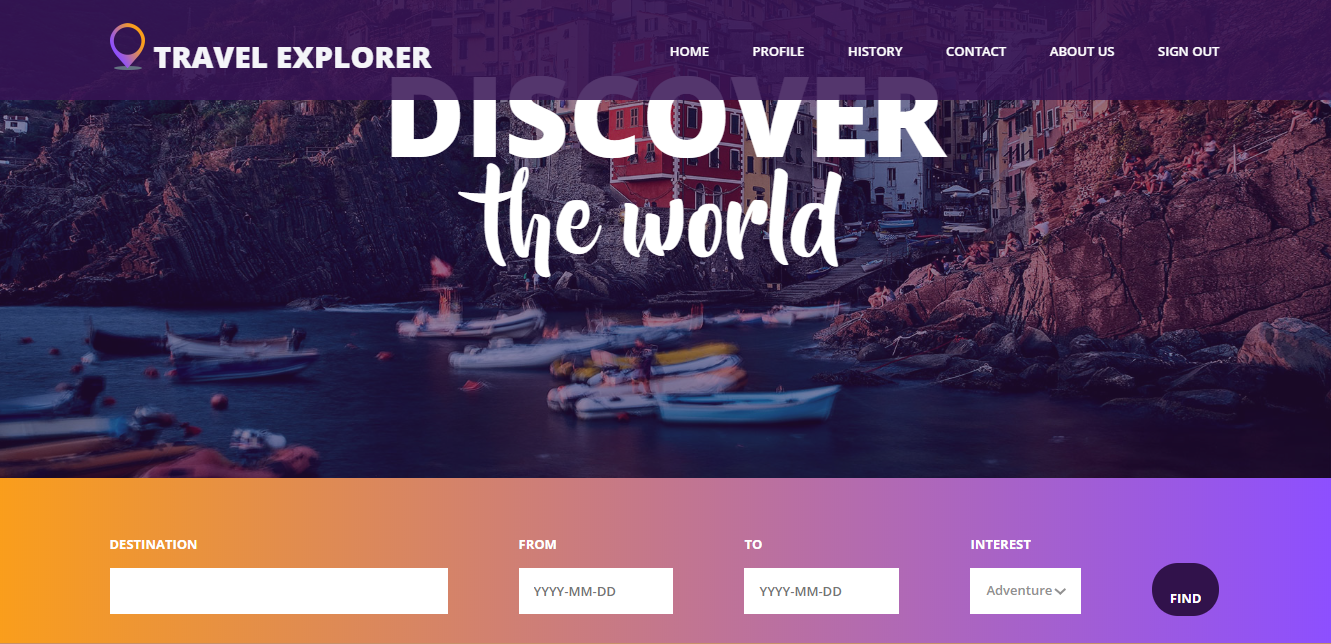 TRAVEL EXPLORER
HOME PROFILE HISTORY CONTACT ABOUT US SIGN OUT
DISCOVER
the world
DESTINATION FROM TO INTEREST
YYYY-MM-DD YYYY-MM-DD Adventure FIND